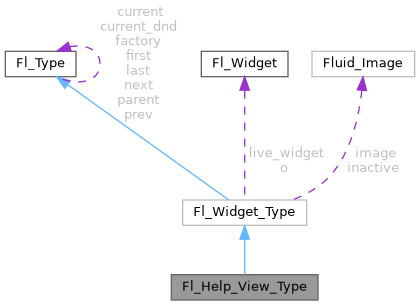 current
current_dnd
factory
first
last
next
parent
prev
Fl_Type
Fl_Widget
Fluid_Image
live_widget
o
image
inactive
Fl_Widget_Type
Fl_Help_View_Type